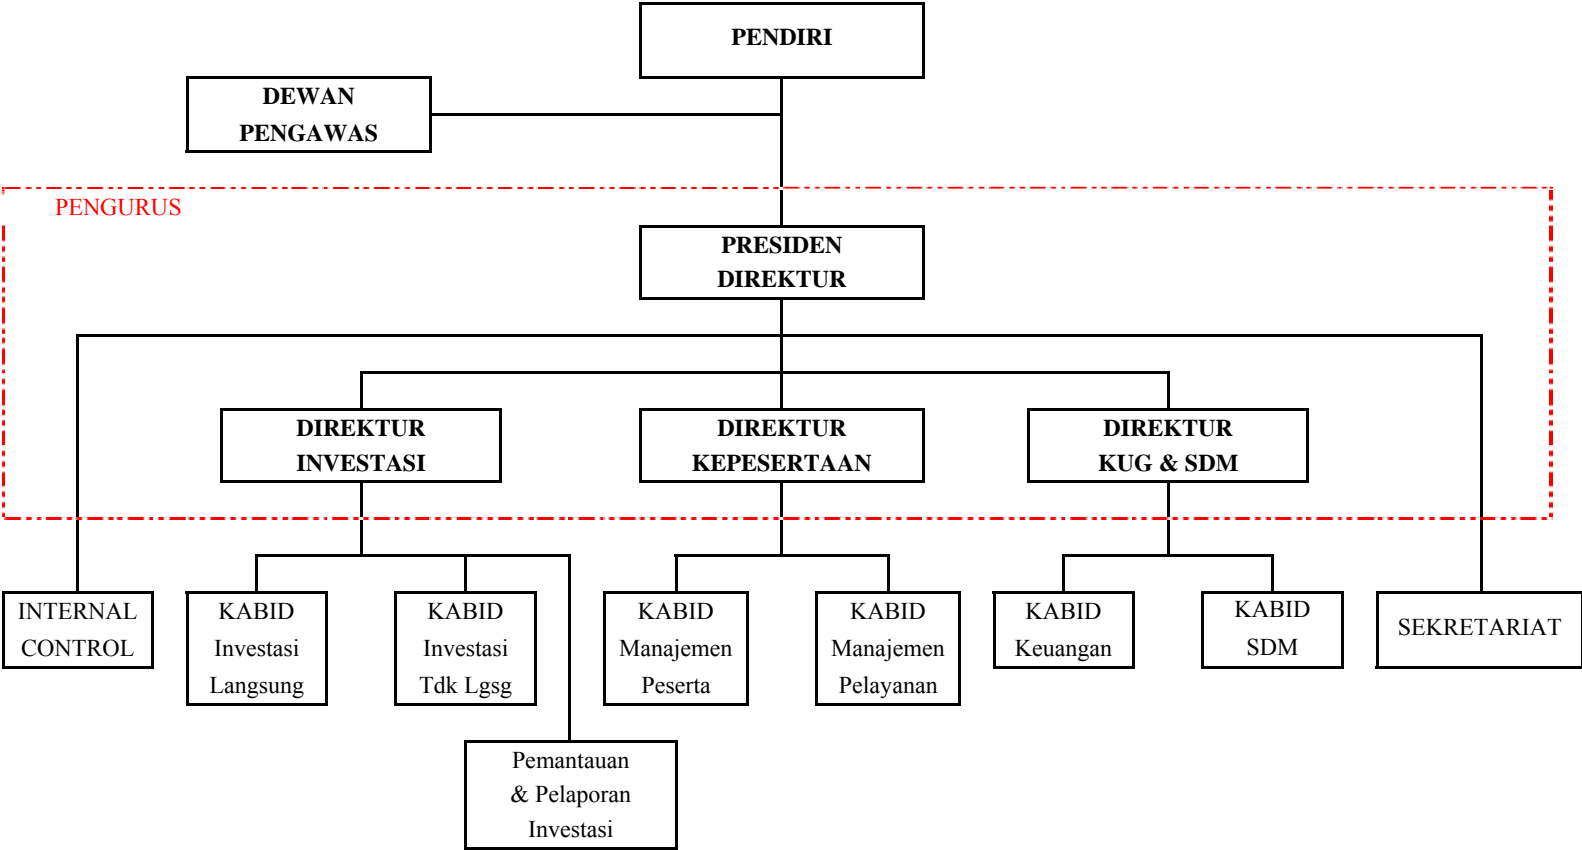 PENDIRI
DEWAN
PENGAWAS
PENGURUS
PRESIDEN
DIREKTUR
DIREKTUR
INVESTASI
DIREKTUR
KEPESERTAAN
DIREKTUR
KUG & SDM
INTERNAL
CONTROL
KABID
Investasi
Langsung
KABID
Investasi
Tdk Lgsg
KABID
Manajemen
Peserta
KABID
Manajemen
Pelayanan
KABID
Keuangan
KABID
SDM
SEKRETARIAT
Pemantauan
& Pelaporan
Investasi